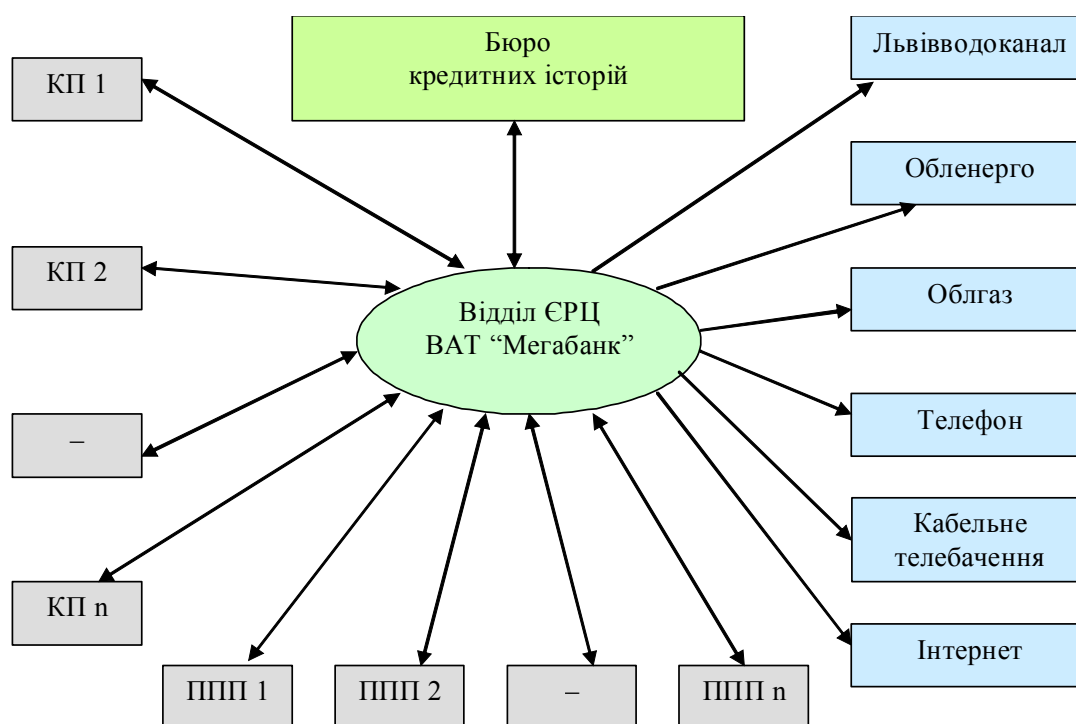 Бюро
кредитних історій
Львівводоканал
КП 1
Обленерго
КП 2
Облгаз
Відділ ЄРЦ
ВАТ “Мегабанк”
–
Телефон
Кабельне
телебачення
КП n
Інтернет
ППП 1
ППП 2
–
ППП n